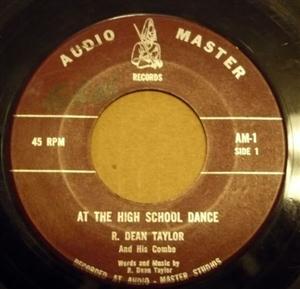 AUDIO MASTER
RECORDS
45 RPM
AM-1
SIDE 1
AT THE HIGH SCHOOL DANCE
R. DEAN TAYLOR
And His Combo
Words and Music by
R. Dean Taylor
RECORDED AT AUDIO - MASTER STUDIOS